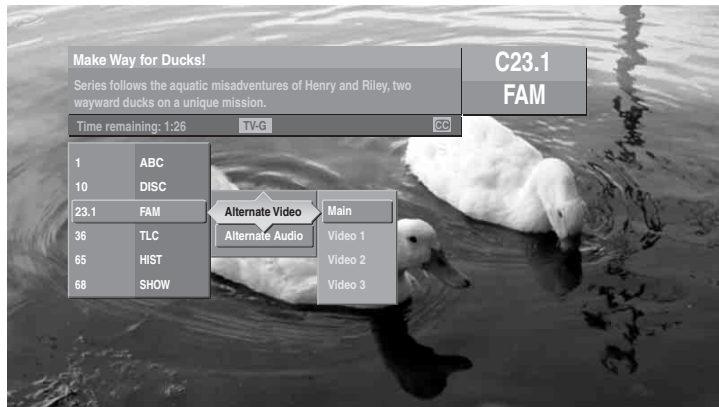 Make Way for Ducks!
Series follows the aquatic misadventures of Henry and Riley, two
wayward ducks on a unique mission.
Time remaining: 1:26 TV-G CC
C23.1
FAM
1 ABC
10 DISC
23.1 FAM
36 TLC
65 HIST
68 SHOW
Alternate Video
Alternate Audio
Main
Video 1
Video 2
Video 3